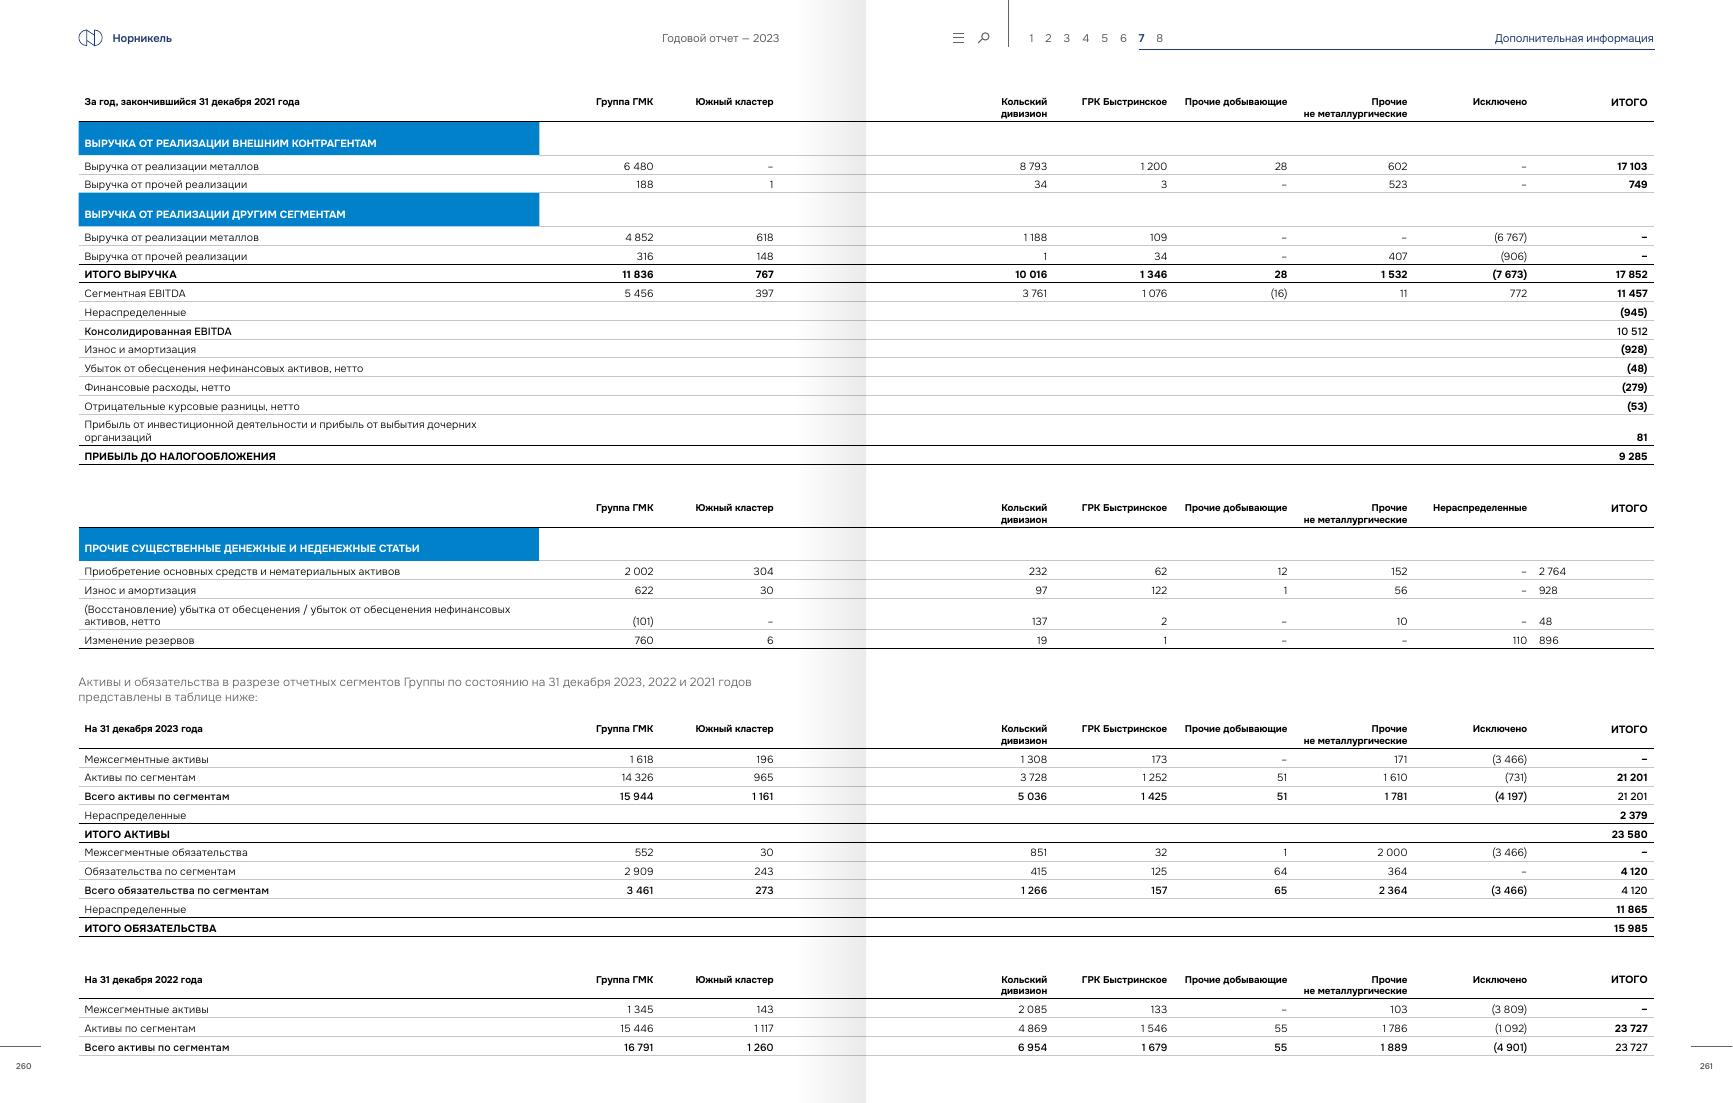 Норникель
Годовой отчет — 2023
1 2 3 4 5 6 7 8
Дополнительная информация
За год, закончившийся 31 декабря 2021 года Группа ГМК Южный кластер Кольский дивизион ГРК Быстринское Прочие добывающие Прочие не металлургические Исключено ИТОГО
ВЫРУЧКА ОТ РЕАЛИЗАЦИИ ВНЕШНИМ КОНТРАГЕНТАМ
Выручка от реализации металлов 6 480 – 8 793 1 200 28 602 – 17 103
Выручка от прочей реализации 188 1 34 3 – 523 – 749
ВЫРУЧКА ОТ РЕАЛИЗАЦИИ ДРУГИМ СЕГМЕНТАМ
Выручка от реализации металлов 4 852 618 1 188 109 – – (6 767) –
Выручка от прочей реализации 316 148 1 34 – 407 (906) –
ИТОГО ВЫРУЧКА 11 836 767 10 016 1 346 28 1 532 (7 673) 17 852
Сегментная EBITDA 5 456 397 3 761 1 076 (16) 11 772 11 457
Нераспределенные (945)
Консолидированная EBITDA 10 512
Износ и амортизация (928)
Убыток от обесценения нефинансовых активов, нетто (48)
Финансовые расходы, нетто (279)
Отрицательные курсовые разницы, нетто (53)
Прибыль от инвестиционной деятельности и прибыль от выбытия дочерних
организаций 81
ПРИБЫЛЬ ДО НАЛОГООБЛОЖЕНИЯ 9 285
Группа ГМК Южный кластер Кольский дивизион ГРК Быстринское Прочие добывающие Прочие не металлургические Нераспределенные ИТОГО
ПРОЧИЕ СУЩЕСТВЕННЫЕ ДЕНЕЖНЫЕ И НЕДЕНЕЖНЫЕ СТАТЬИ
Приобретение основных средств и нематериальных активов 2 002 304 232 62 12 152 – 2 764
Износ и амортизация 622 30 97 122 1 56 – 928
(Восстановление) убытка от обесценения / убыток от обесценения нефинансовых
активов, нетто (101) – 137 2 – 10 – 48
Изменение резервов 760 6 19 1 – – 110 896
Активы и обязательства в разрезе отчетных сегментов Группы по состоянию на 31 декабря 2023, 2022 и 2021 годов
представлены в таблице ниже:
На 31 декабря 2023 года Группа ГМК Южный кластер Кольский дивизион ГРК Быстринское Прочие добывающие Прочие не металлургические Исключено ИТОГО
Межсегментные активы 1 618 196 1 308 173 – 171 (3 466) –
Активы по сегментам 14 326 965 3 728 1 252 51 1 610 (731) 21 201
Всего активы по сегментам 15 944 1 161 5 036 1 425 51 1 781 (4 197) 21 201
Нераспределенные 2 379
ИТОГО АКТИВЫ 23 580
Межсегментные обязательства 552 30 851 32 1 2 000 (3 466) –
Обязательства по сегментам 2 909 243 415 125 64 364 – 4 120
Всего обязательства по сегментам 3 461 273 1 266 157 65 2 364 (3 466) 4 120
Нераспределенные 11 865
ИТОГО ОБЯЗАТЕЛЬСТВА 15 985
На 31 декабря 2022 года Группа ГМК Южный кластер Кольский дивизион ГРК Быстринское Прочие добывающие Прочие не металлургические Исключено ИТОГО
Межсегментные активы 1 345 143 2 085 133 – 103 (3 809) –
Активы по сегментам 15 446 1 117 4 869 1 546 55 1 786 (1 092) 23 727
Всего активы по сегментам 16 791 1 260 6 954 1 679 55 1 889 (4 901) 23 727
260
261